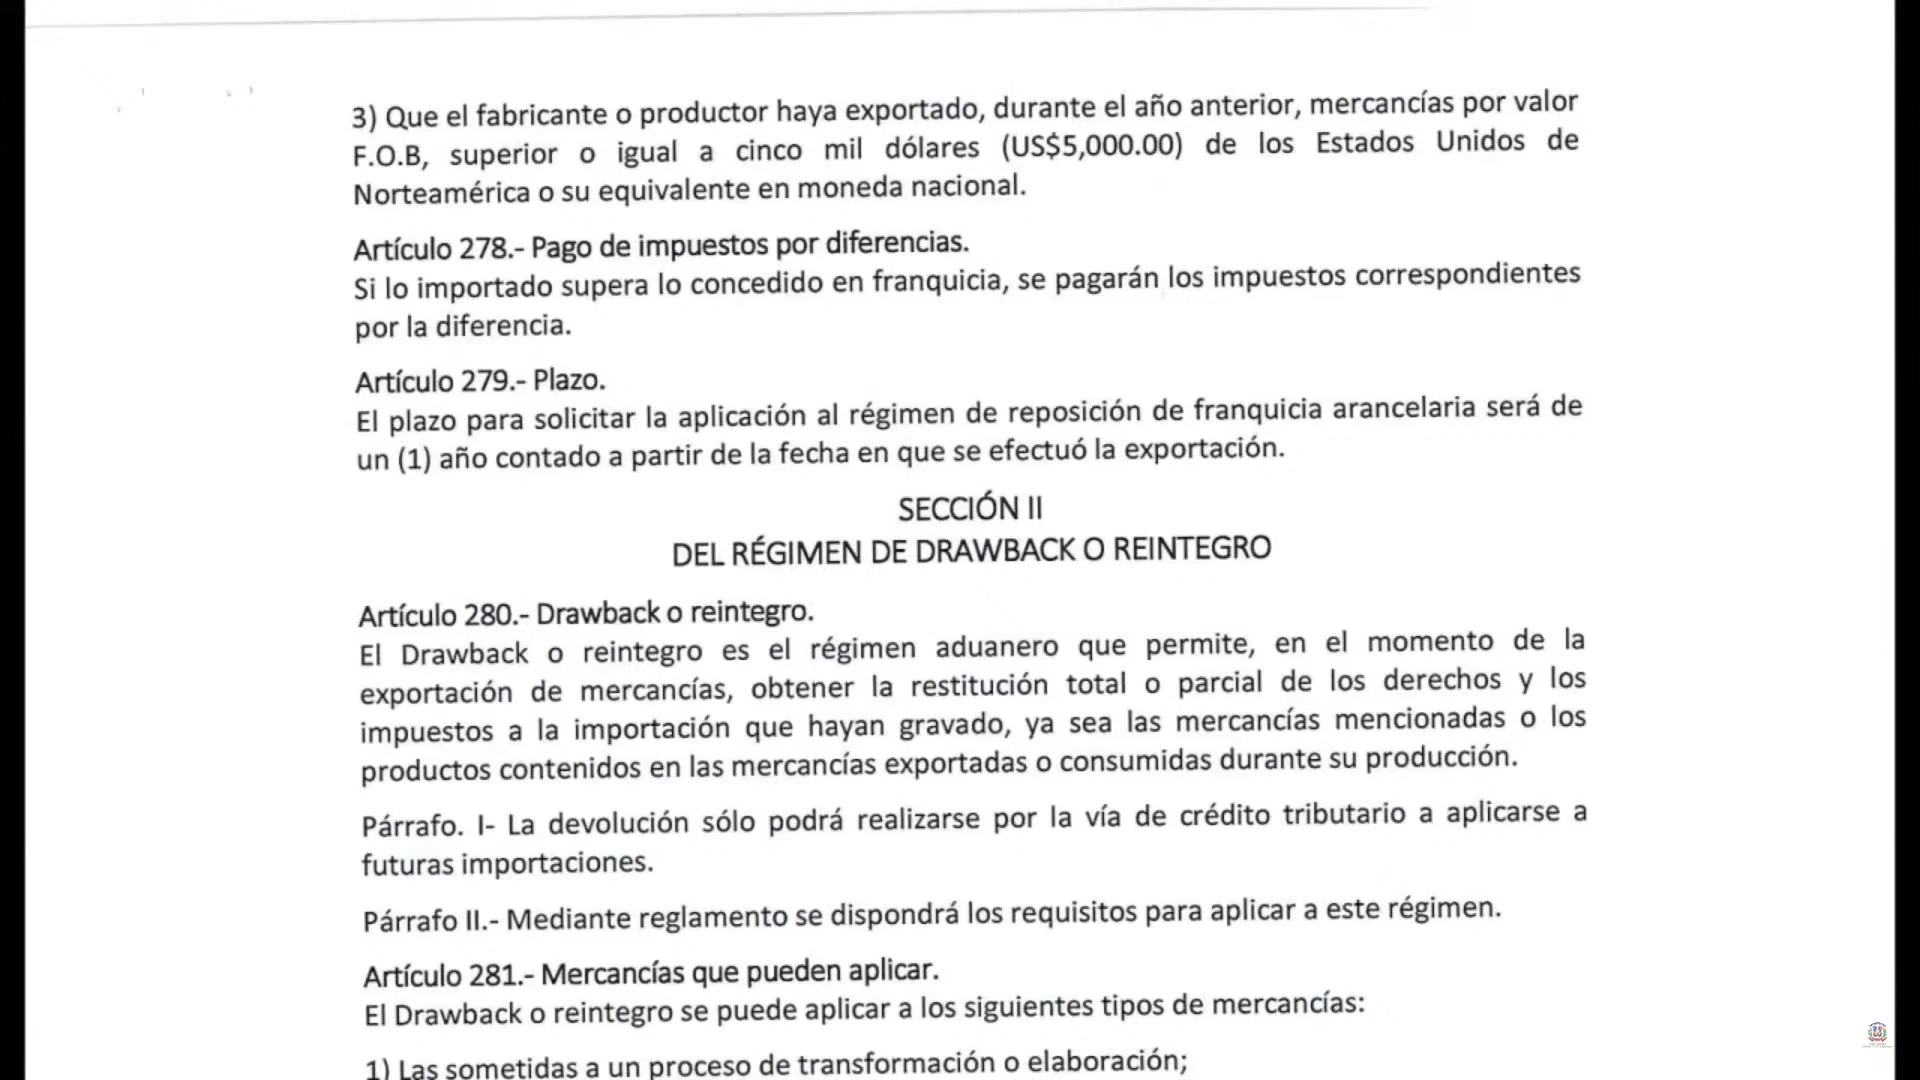 3) Que el fabricante o productor haya exportado, durante el año anterior, mercancías por valor
F.O.B, superior o igual a cinco mil dólares (US$5,000.00) de los Estados Unidos de
Norteamérica o su equivalente en moneda nacional.
Artículo 278.- Pago de impuestos por diferencias.
Si lo importado supera lo concedido en franquicia, se pagarán los impuestos correspondientes
por la diferencia.
Artículo 279.- Plazo.
El plazo para solicitar la aplicación al régimen de reposición de franquicia arancelaria será de
un (1) año contado a partir de la fecha en que se efectuó la exportación.
SECCIÓN II
DEL RÉGIMEN DE DRAWBACK O REINTEGRO
Artículo 280.- Drawback o reintegro.
El Drawback o reintegro es el régimen aduanero que permite, en el momento de la
exportación de mercancías, obtener la restitución total o parcial de los derechos y los
impuestos a la importación que hayan gravado, ya sea las mercancías mencionadas o los
productos contenidos en las mercancías exportadas o consumidas durante su producción.
Párrafo. I- La devolución sólo podrá realizarse por la vía de crédito tributario a aplicarse a
futuras importaciones.
Párrafo II.- Mediante reglamento se dispondrá los requisitos para aplicar a este régimen.
Artículo 281.- Mercancías que pueden aplicar.
El Drawback o reintegro se puede aplicar a los siguientes tipos de mercancías:
1) Las sometidas a un proceso de transformación o elaboración;